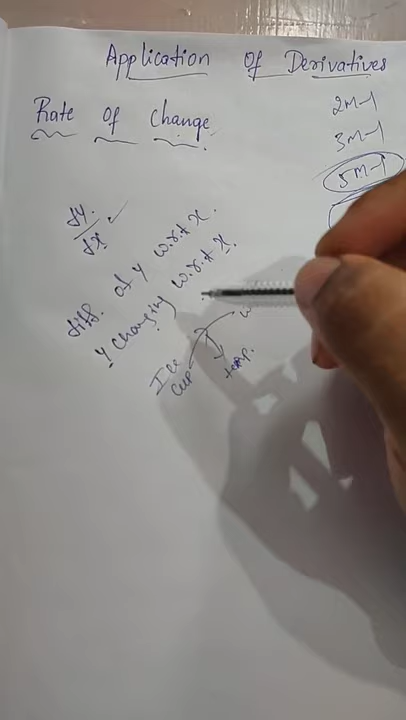 Application Of Derivatives
Rate Of Change
2M-1
3M-1
5M-1
dy
dx
diff. of y w.r.t x.
y changing w.r.t x.
Ice
cup
w
temp.